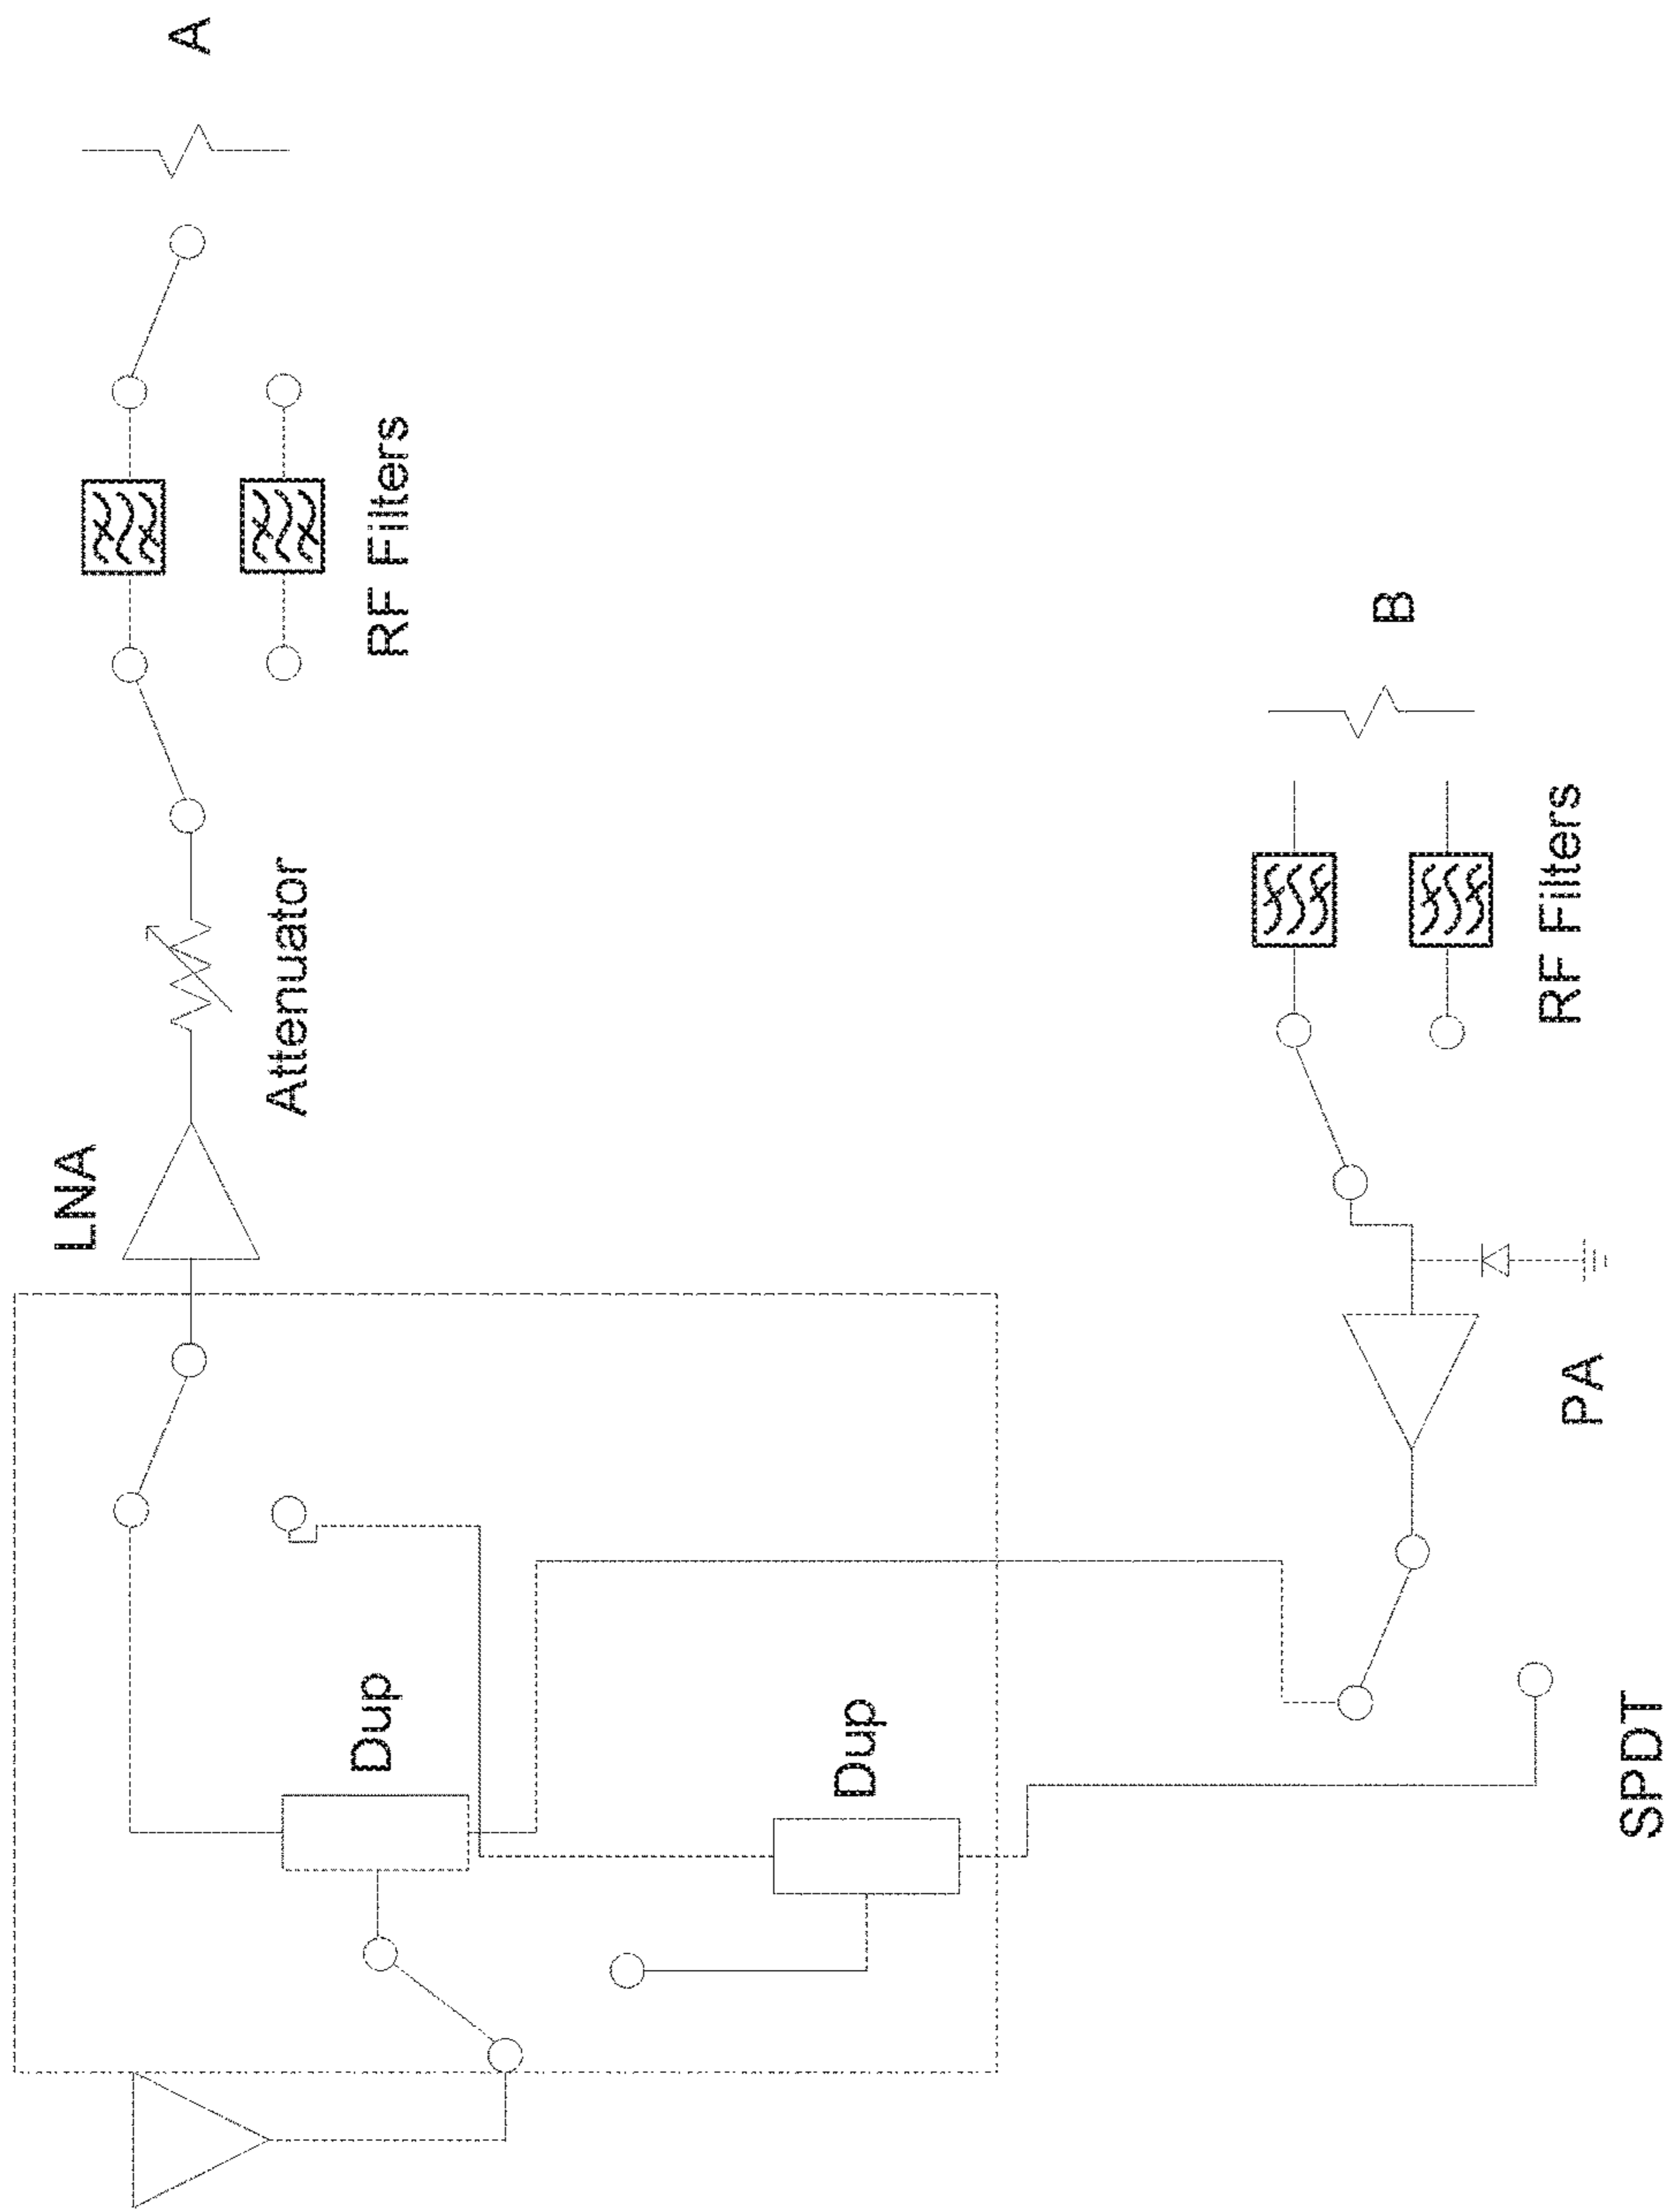 LNA
Attenuator
RF Filters
A
Dup
Dup
SPDT
PA
RF Filters
B